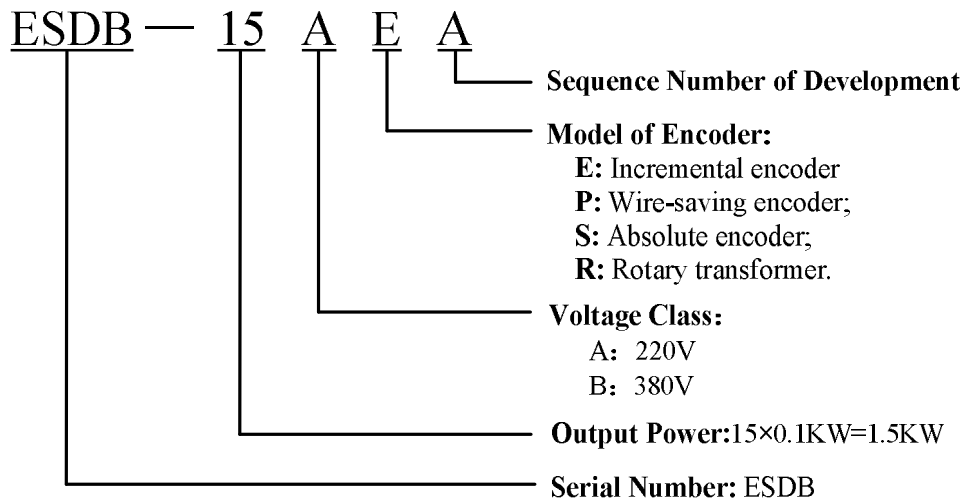 ESDB — 15 A E A
Sequence Number of Development
Model of Encoder:
E: Incremental encoder
P: Wire-saving encoder;
S: Absolute encoder;
R: Rotary transformer.
Voltage Class：
A：220V
B：380V
Output Power:15×0.1KW=1.5KW
Serial Number: ESDB